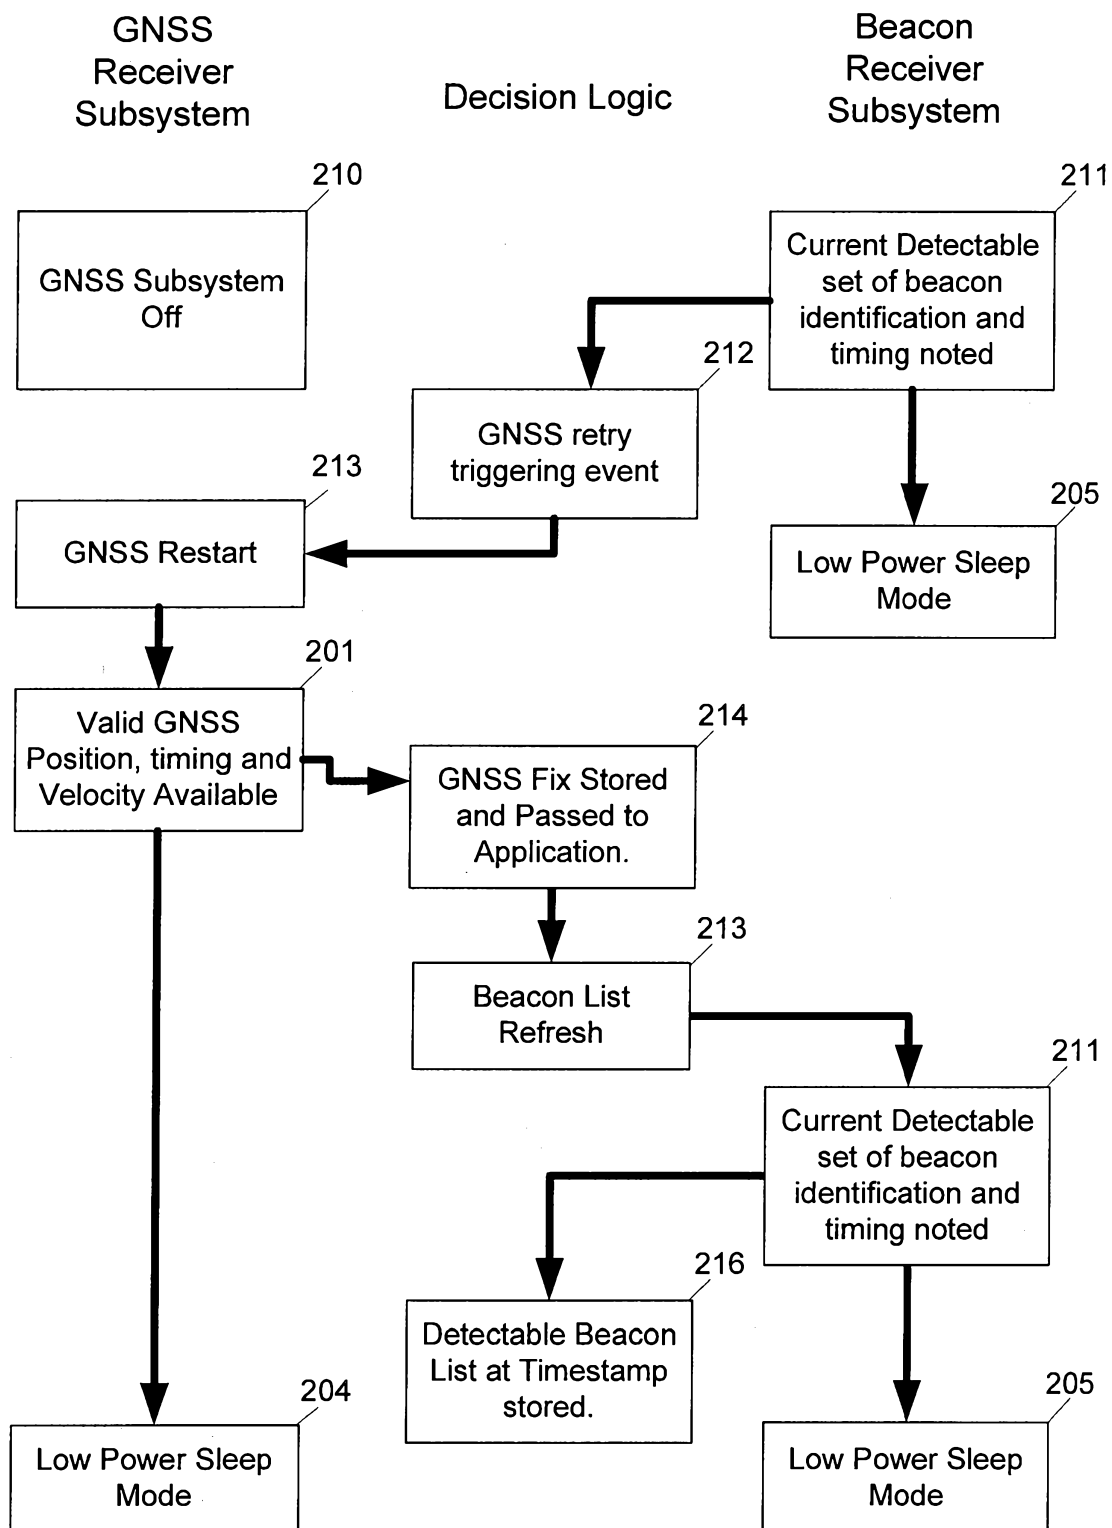 GNSS
Receiver
Subsystem
Decision Logic
Beacon
Receiver
Subsystem
210
GNSS Subsystem
Off
211
Current Detectable
set of beacon
identification and
timing noted
212
GNSS retry
triggering event
213
GNSS Restart
205
Low Power Sleep
Mode
201
Valid GNSS
Position, timing and
Velocity Available
214
GNSS Fix Stored
and Passed to
Application.
213
Beacon List
Refresh
211
Current Detectable
set of beacon
identification and
timing noted
216
Detectable Beacon
List at Timestamp
stored.
204
Low Power Sleep
Mode
205
Low Power Sleep
Mode